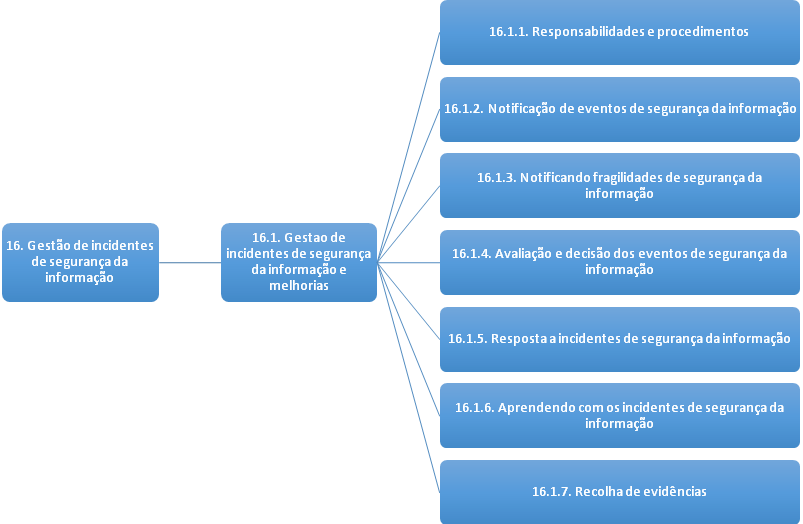 16. Gestão de incidentes
de segurança da
informação
16.1. Gestao de
incidentes de segurança
da informação e
melhorias
16.1.1. Responsabilidades e procedimentos
16.1.2. Notificação de eventos de segurança da informação
16.1.3. Notificando fragilidades de segurança da
informação
16.1.4. Avaliação e decisão dos eventos de segurança da
informação
16.1.5. Resposta a incidentes de segurança da informação
16.1.6. Aprendendo com os incidentes de segurança da
informação
16.1.7. Recolha de evidências